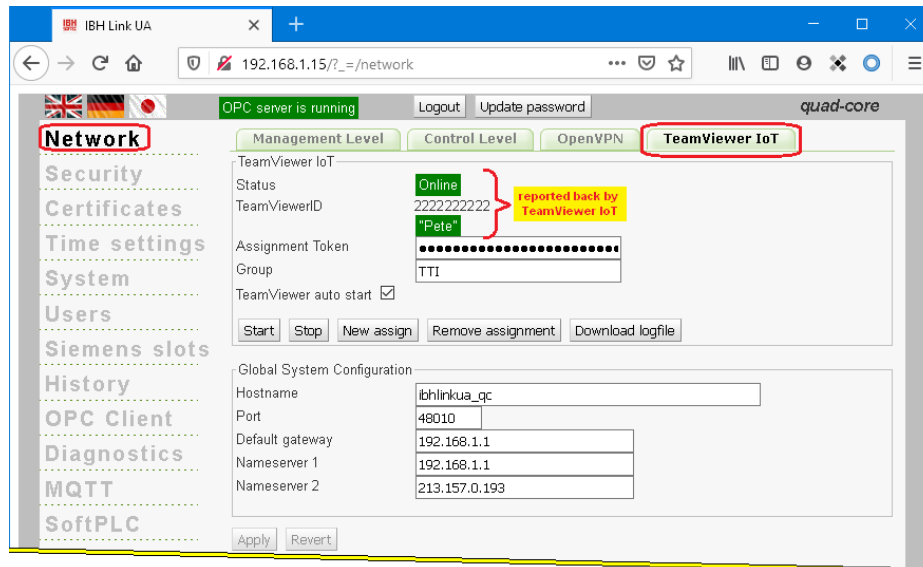 IBH Link UA
192.168.1.15/?_=/network
OPC server is running Logout Update password quad-core
Network Management Level Control Level OpenVPN TeamViewer IoT
Security
Certificates
Time settings
System
Users
Siemens slots
History
OPC Client
Diagnostics
MQTT
SoftPLC
TeamViewer IoT
Status Online
TeamViewerID 2222222222
"Pete"
reported back by
TeamViewer IoT
Assignment Token
Group TTI
TeamViewer auto start
Start Stop New assign Remove assignment Download logfile
Global System Configuration
Hostname ibhlinkua_qc
Port 48010
Default gateway 192.168.1.1
Nameserver 1 192.168.1.1
Nameserver 2 213.157.0.193
Apply Revert